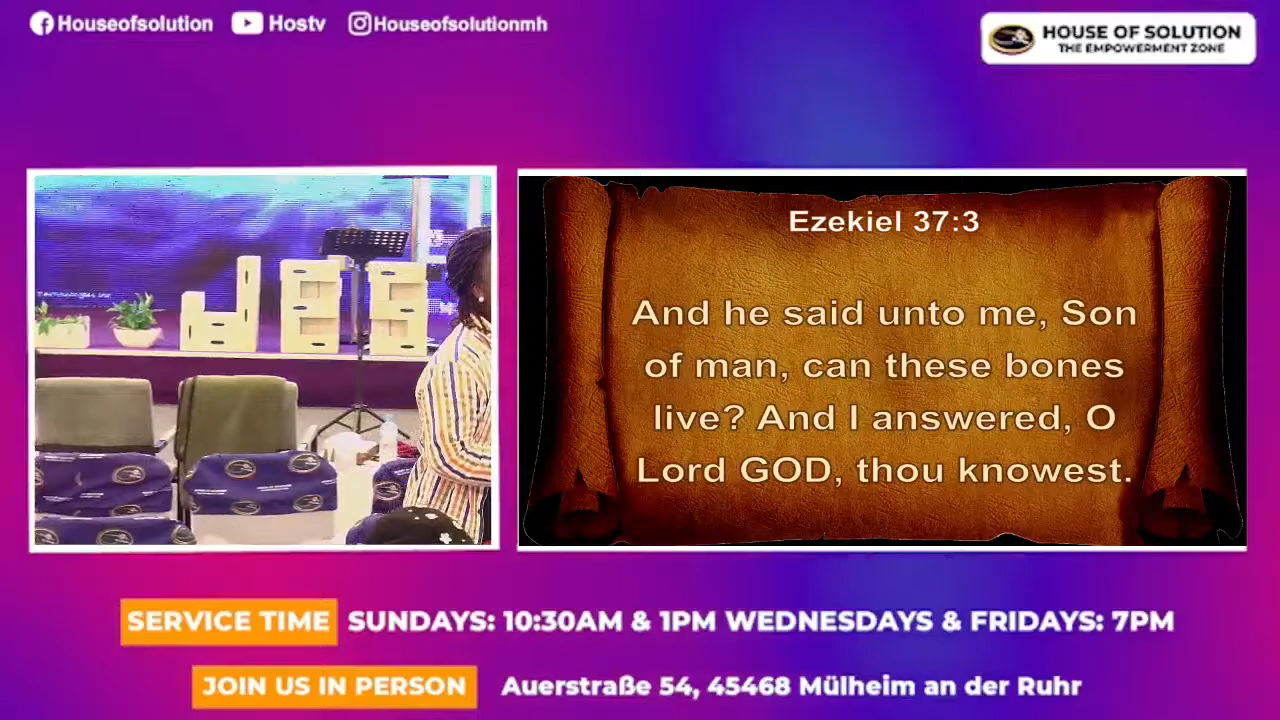 Houseofsolution Hostv Houseofsolutionmh
HOUSE OF SOLUTION
THE EMPOWERMENT ZONE
Ezekiel 37:3
And he said unto me, Son
of man, can these bones
live? And I answered, O
Lord GOD, thou knowest.
SERVICE TIME SUNDAYS: 10:30AM & 1PM WEDNESDAYS & FRIDAYS: 7PM
JOIN US IN PERSON Auerstraße 54, 45468 Mülheim an der Ruhr